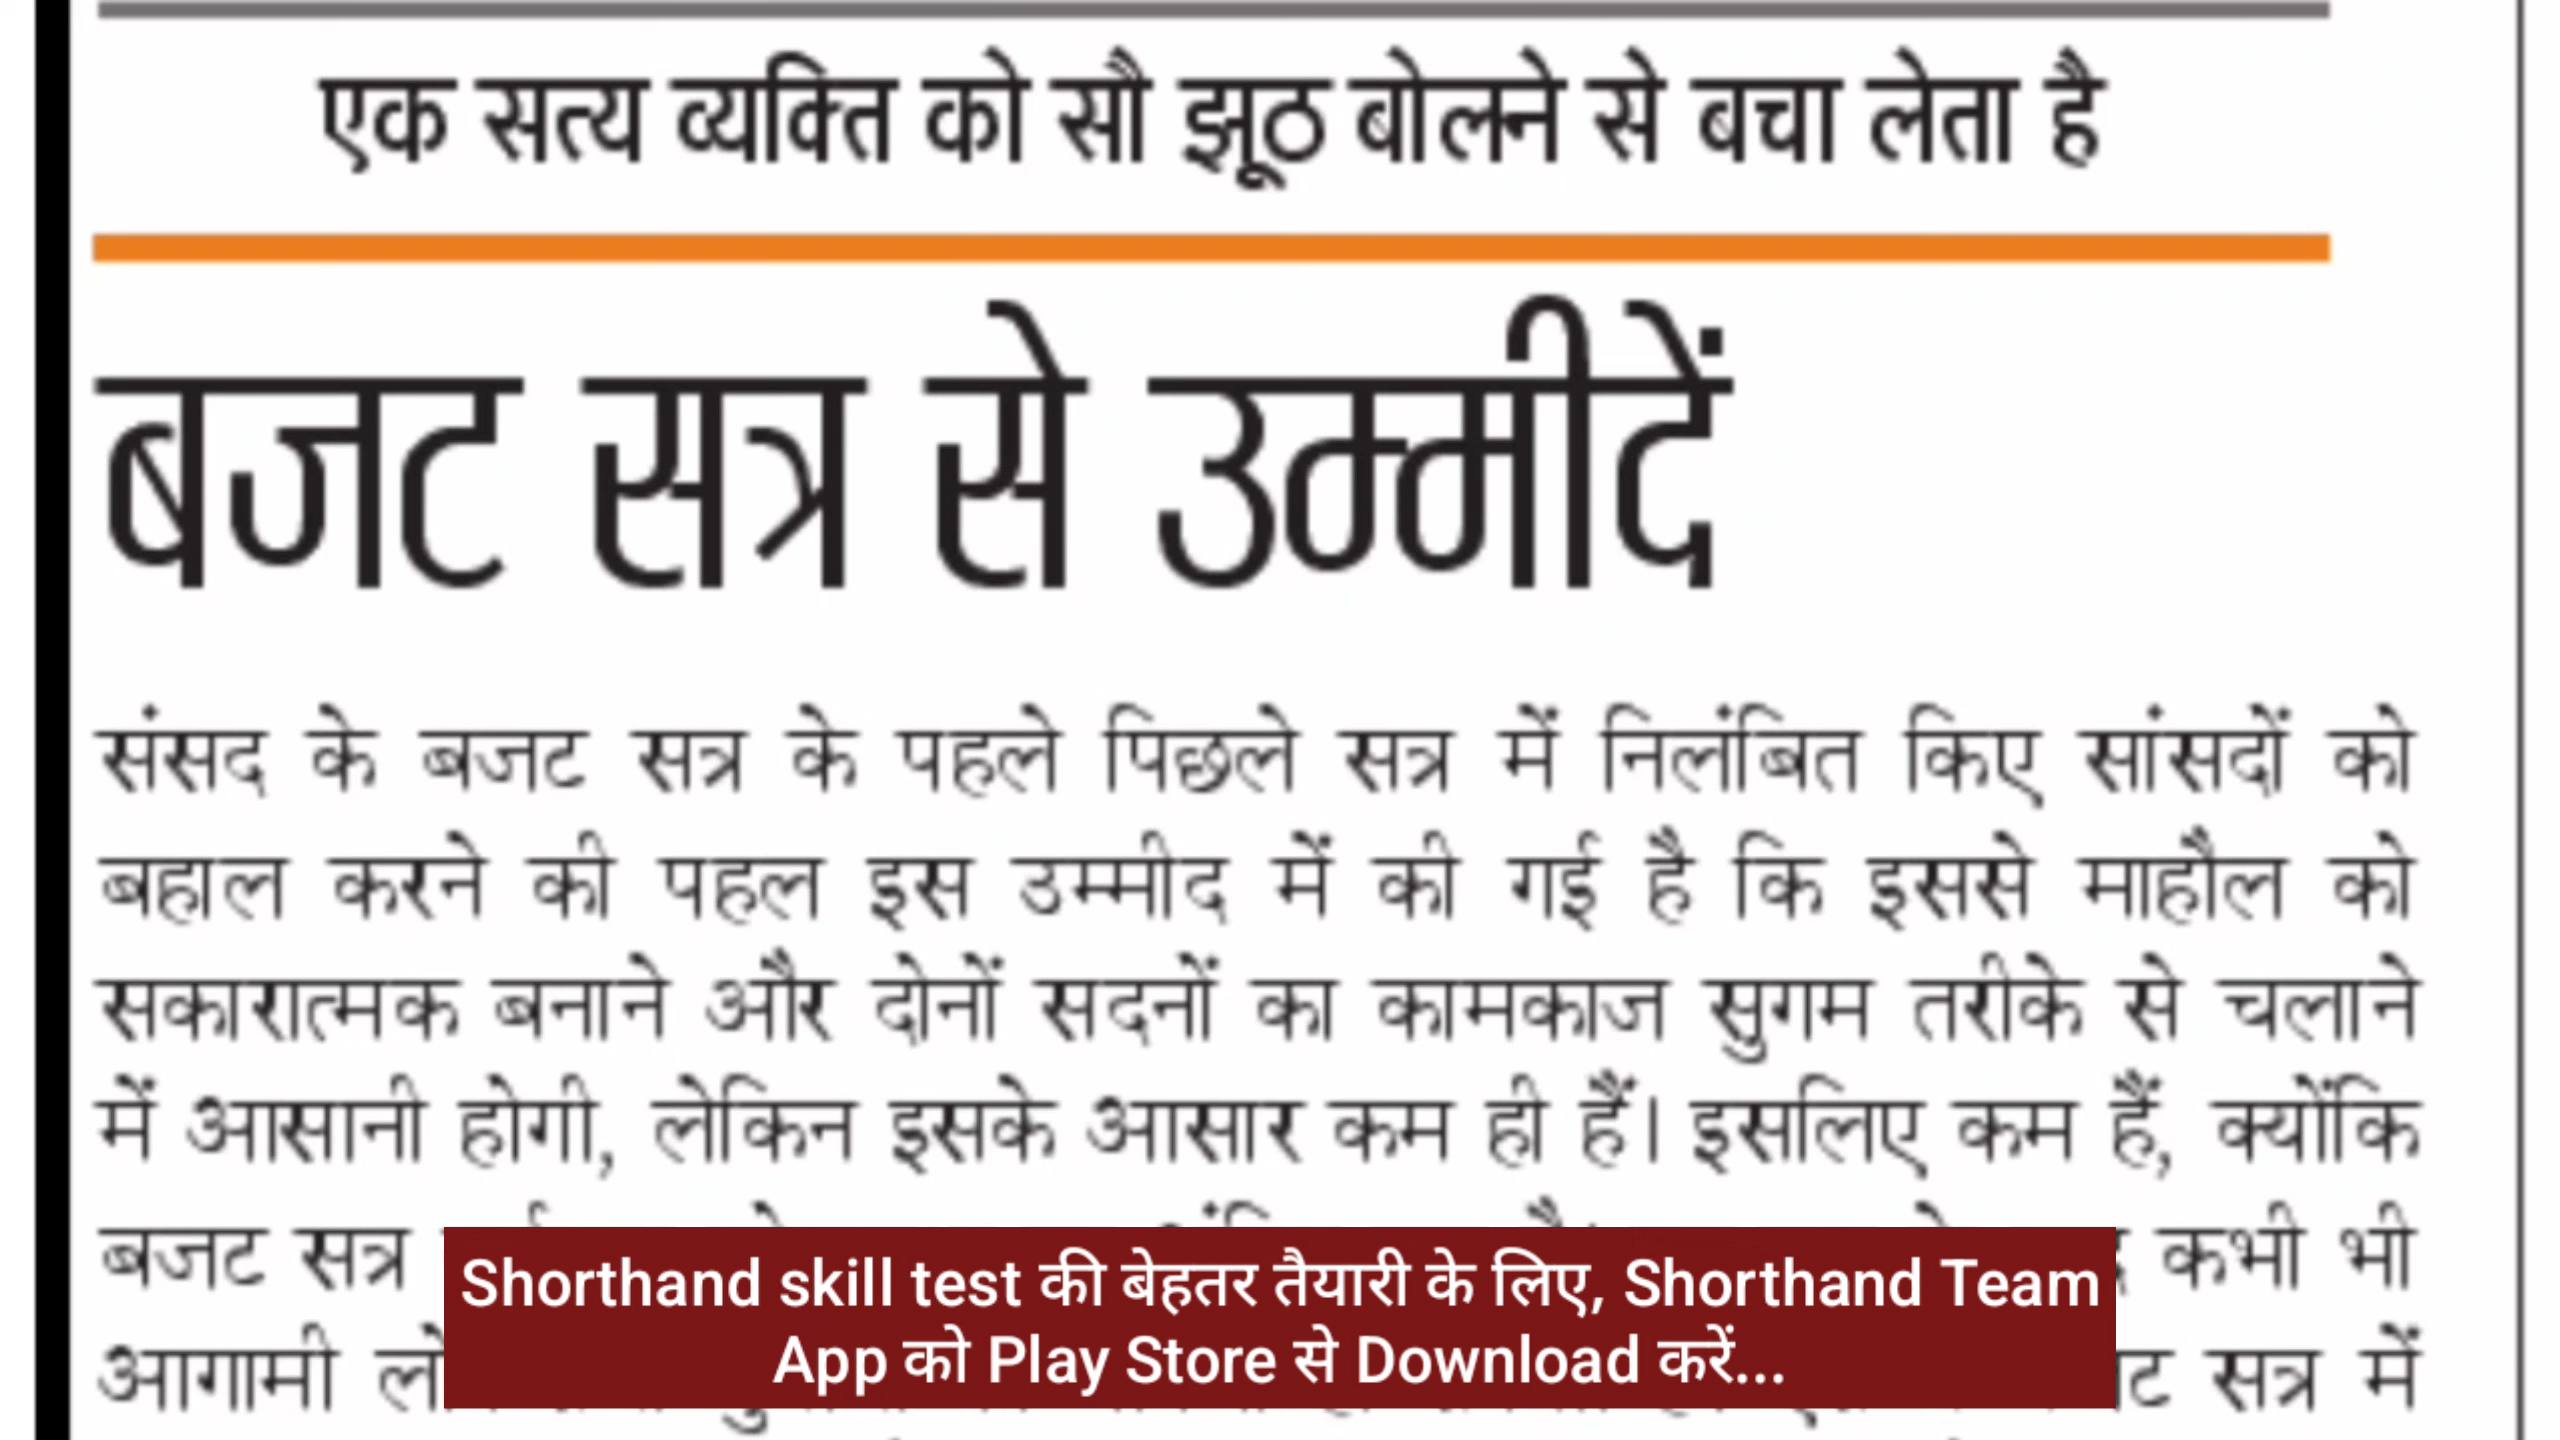 एक सत्य व्यक्ति को सौ झूठ बोलने से बचा लेता है
बजट सत्र से उम्मीदें
संसद के बजट सत्र के पहले पिछले सत्र में निलंबित किए सांसदों को
बहाल करने की पहल इस उम्मीद में की गई है कि इससे माहौल को
सकारात्मक बनाने और दोनों सदनों का कामकाज सुगम तरीके से चलाने
में आसानी होगी, लेकिन इसके आसार कम ही हैं। इसलिए कम हैं, क्योंकि
बजट सत्र कभी भी
आगामी सत्र में
Shorthand skill test की बेहतर तैयारी के लिए, Shorthand Team
App को Play Store से Download करें...